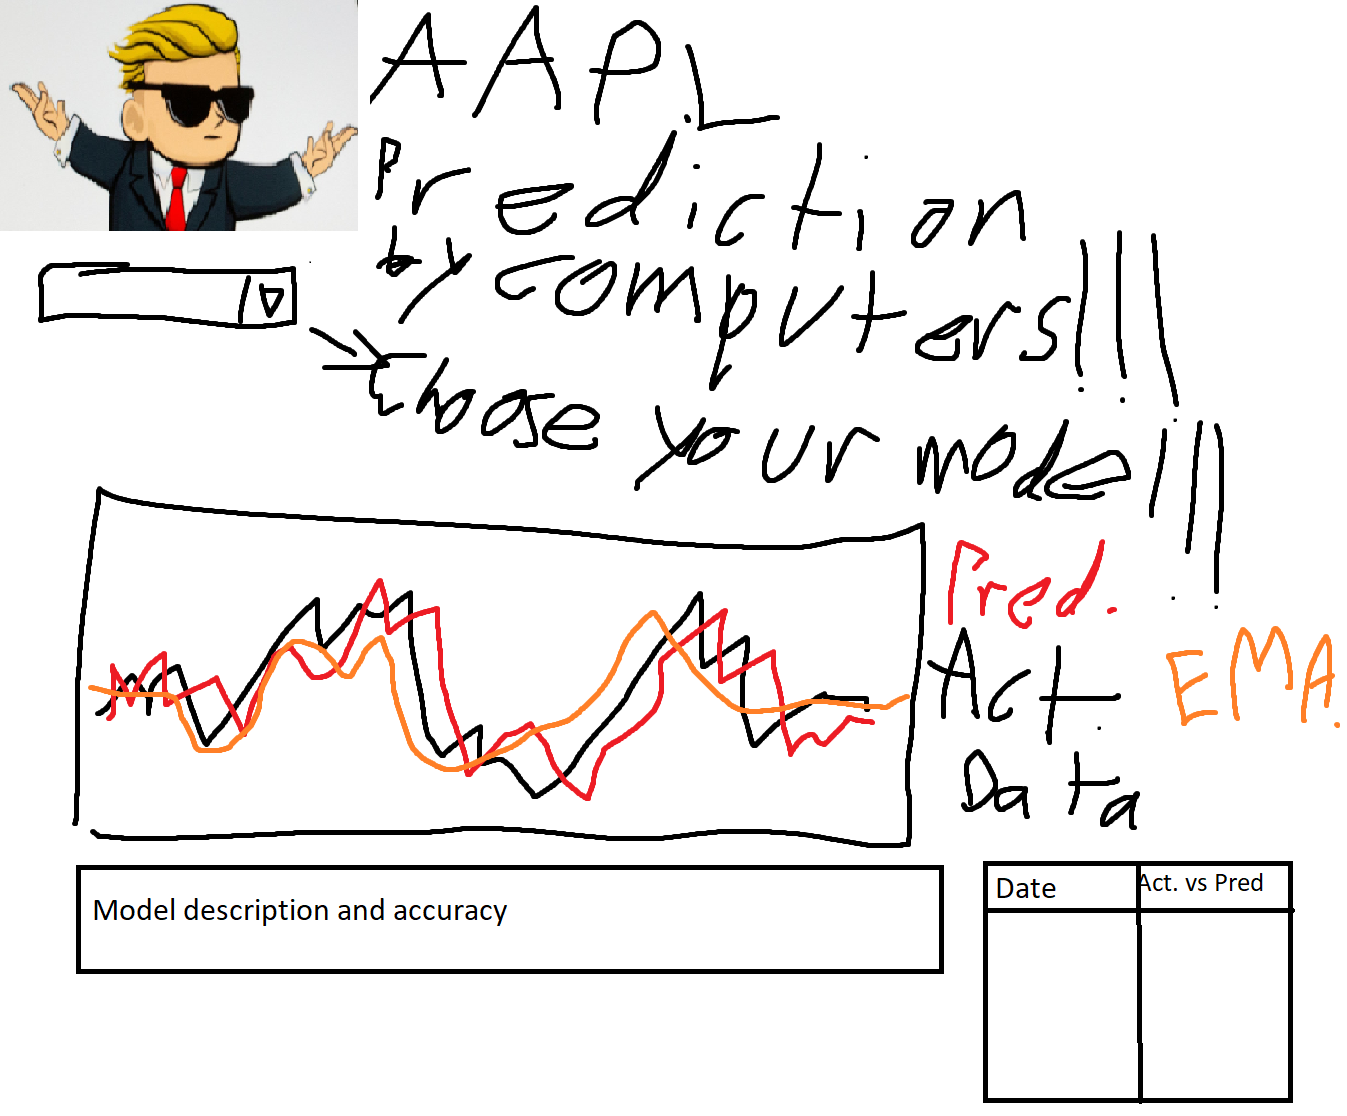 AAPL
Prediction
by computers!!!
Choose your model!!!
Pred.
Act.
Data
EMA.
Model description and accuracy
Date
Act. vs Pred